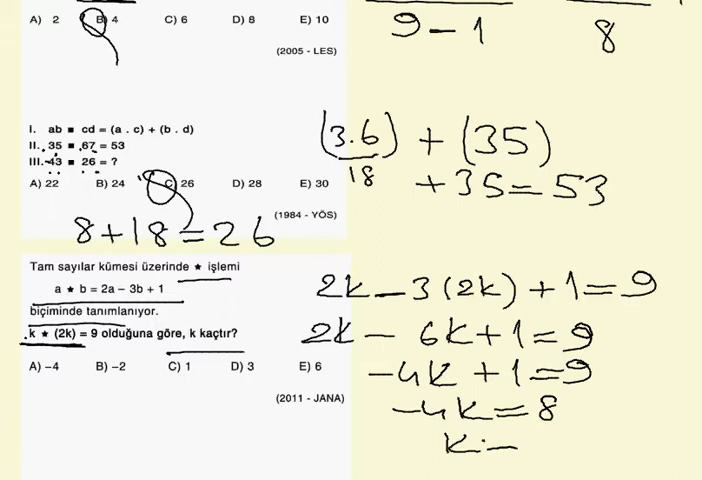 A) 2 B) 4 C) 6 D) 8 E) 10
(2005 - LES)
9 - 1
8
I. ab ■ cd = (a . c) + (b . d)
II. 35 ■ 67 = 53
III. 43 ■ 26 = ?
A) 22 B) 24 C) 26 D) 28 E) 30
(1984 - YÖS)
8+18=26
(3.6) + (35)
18 +35=53
Tam sayılar kümesi üzerinde ★ işlemi
a ★ b = 2a - 3b + 1
biçiminde tanımlanıyor.
k ★ (2k) = 9 olduğuna göre, k kaçtır?
A) -4 B) -2 C) 1 D) 3 E) 6
(2011 - JANA)
2k-3(2k)+1=9
2k - 6k+1=9
-4k+1=9
-4k=8
k=